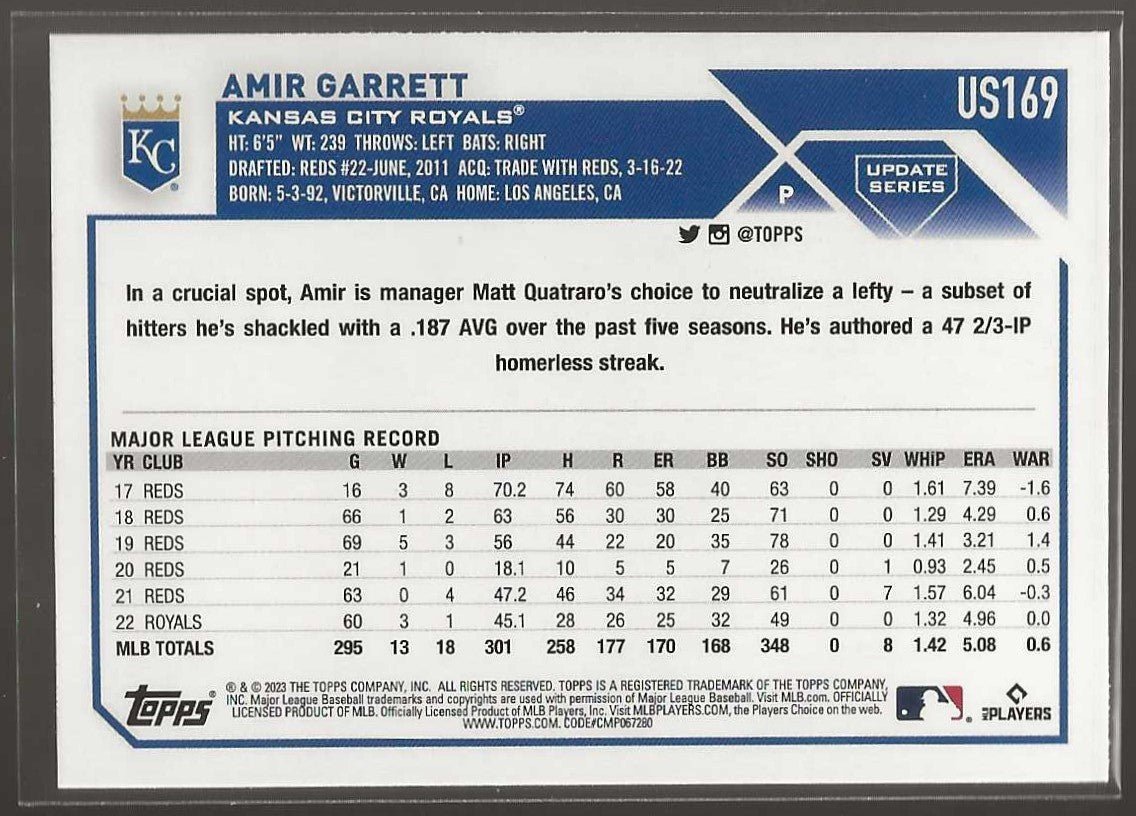 AMIR GARRETT
US169
KC
KANSAS CITY ROYALS®
HT: 6'5" WT: 239 THROWS: LEFT BATS: RIGHT
DRAFTED: REDS #22-JUNE, 2011 ACQ: TRADE WITH REDS, 3-16-22
BORN: 5-3-92, VICTORVILLE, CA HOME: LOS ANGELES, CA
P
UPDATE
SERIES
@TOPPS
In a crucial spot, Amir is manager Matt Quatraro's choice to neutralize a lefty – a subset of
hitters he's shackled with a .187 AVG over the past five seasons. He's authored a 47 2/3-IP
homerless streak.
MAJOR LEAGUE PITCHING RECORD
YR CLUB G W L IP H R ER BB SO SHO SV WHIP ERA WAR
17 REDS 16 3 8 70.2 74 60 58 40 63 0 0 1.61 7.39 -1.6
18 REDS 66 1 2 63 56 30 30 25 71 0 0 1.29 4.29 0.6
19 REDS 69 5 3 56 44 22 20 35 78 0 0 1.41 3.21 1.4
20 REDS 21 1 0 18.1 10 5 5 7 26 0 1 0.93 2.45 0.5
21 REDS 63 0 4 47.2 46 34 32 29 61 0 7 1.57 6.04 -0.3
22 ROYALS 60 3 1 45.1 28 26 25 32 49 0 0 1.32 4.96 0.0
MLB TOTALS 295 13 18 301 258 177 170 168 348 0 8 1.42 5.08 0.6
Topps®
® & © 2023 THE TOPPS COMPANY, INC. ALL RIGHTS RESERVED. TOPPS IS A REGISTERED TRADEMARK OF THE TOPPS COMPANY,
INC. Major League Baseball trademarks and copyrights are used with permission of Major League Baseball. Visit MLB.com. OFFICIALLY
LICENSED PRODUCT OF MLB. Officially Licensed Product of MLB Players, Inc. Visit MLBPLAYERS.COM, the Players Choice on the web.
WWW.TOPPS.COM. CODE#CMP067280
MLB PLAYERS